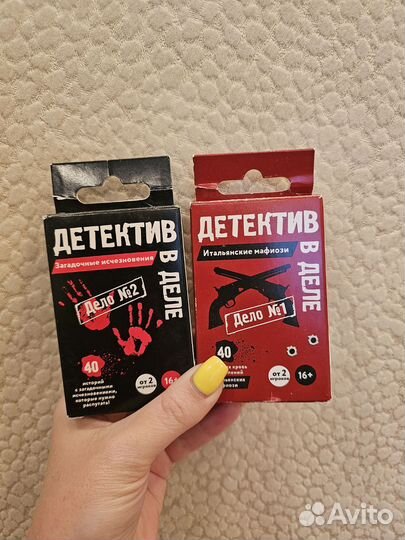 ДЕТЕКТИВ
В ДЕЛЕ
Загадочные исчезновения
Дело №2
40
историй
с загадочными
исчезновениями,
которые нужно
распутать!
от 2
игроков
16+
ДЕТЕКТИВ
В ДЕЛЕ
Итальянские мафиози
Дело №1
40
кровь
от 2
игроков
16+
Avito